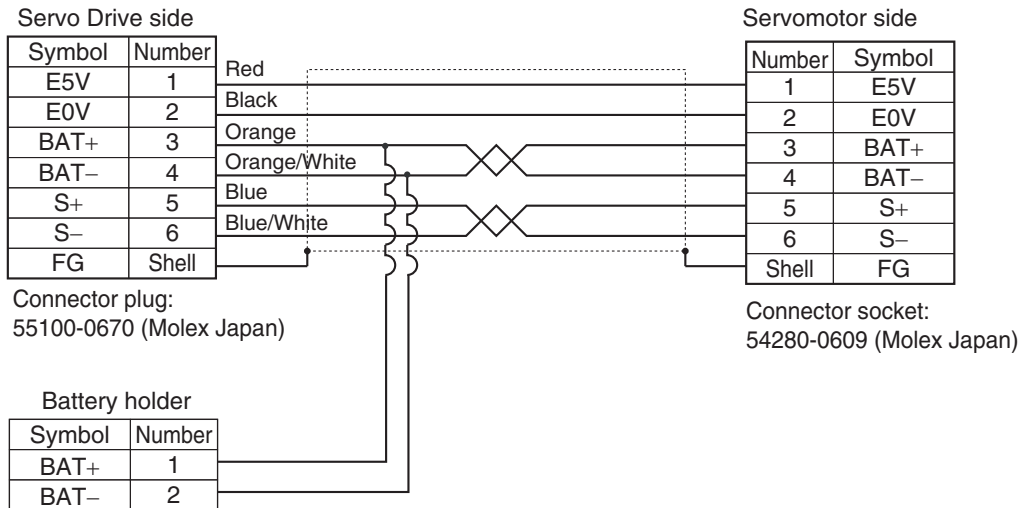 Servo Drive side
Symbol Number
E5V 1
E0V 2
BAT+ 3
BAT− 4
S+ 5
S− 6
FG Shell
Connector plug:
55100-0670 (Molex Japan)
Red
Black
Orange
Orange/White
Blue
Blue/White
Servomotor side
Number Symbol
1 E5V
2 E0V
3 BAT+
4 BAT−
5 S+
6 S−
Shell FG
Connector socket:
54280-0609 (Molex Japan)
Battery holder
Symbol Number
BAT+ 1
BAT− 2